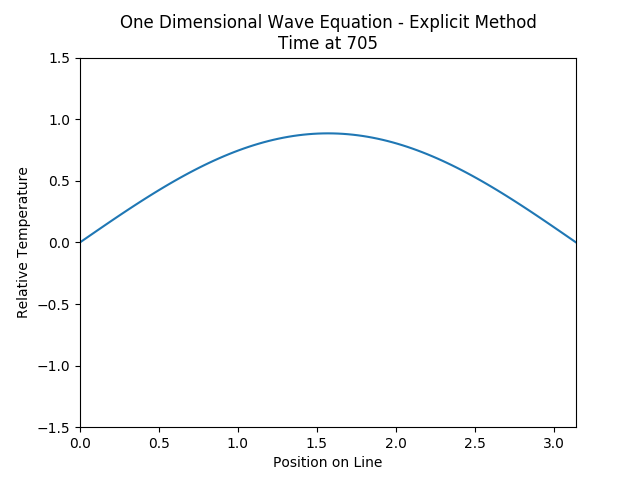 One Dimensional Wave Equation - Explicit Method
Time at 705
1.5
1.0
0.5
0.0
−0.5
−1.0
−1.5
Relative Temperature
0.0 0.5 1.0 1.5 2.0 2.5 3.0
Position on Line